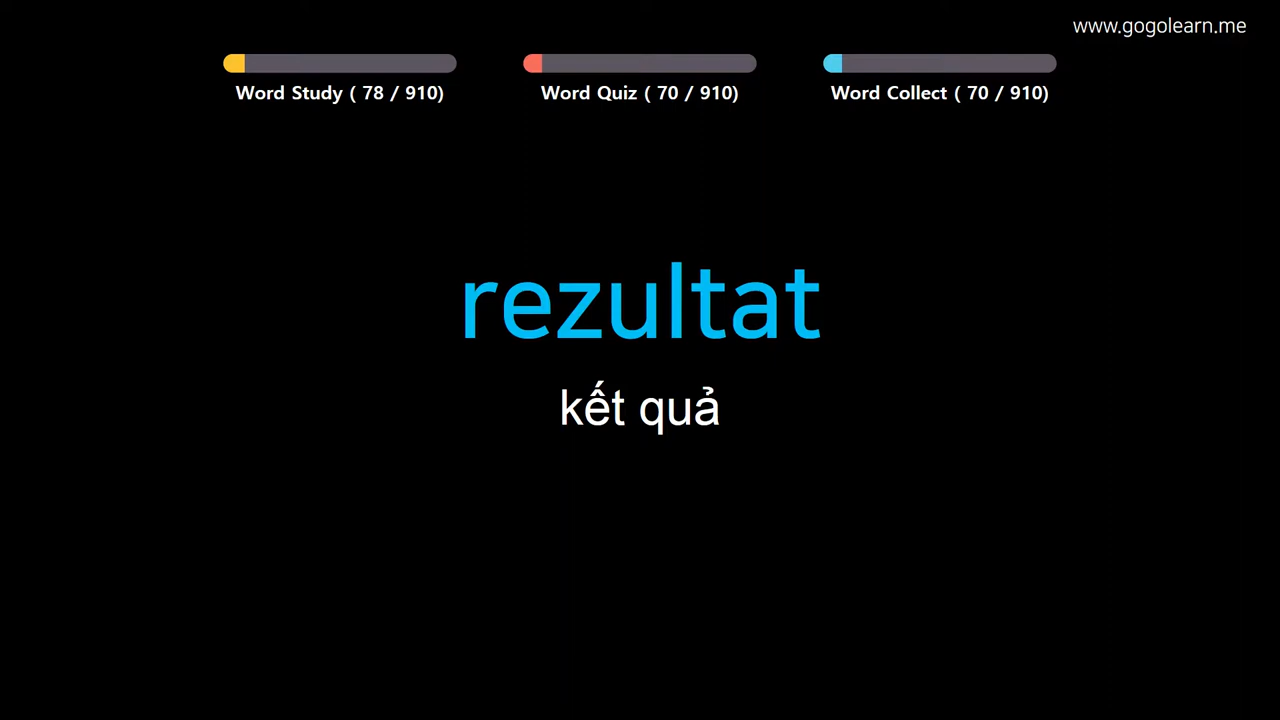 www.gogolearn.me
Word Study ( 78 / 910)
Word Quiz ( 70 / 910)
Word Collect ( 70 / 910)
rezultat
kết quả